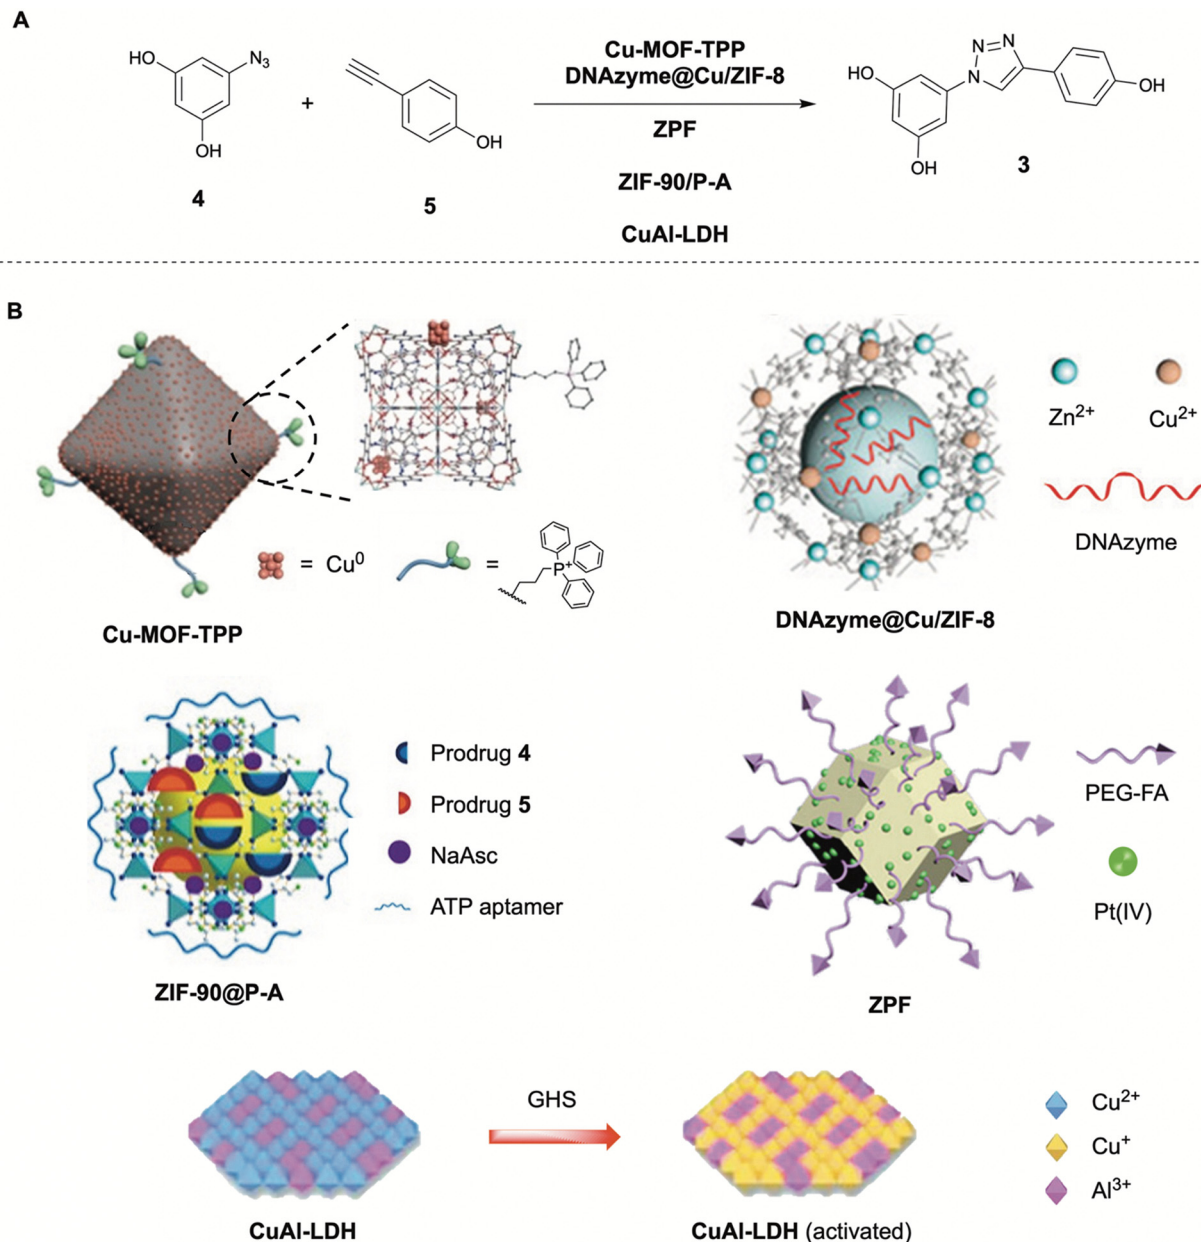 A
HO
N₃
OH
4
+
OH
5
Cu-MOF-TPP
DNAzyme@Cu/ZIF-8
ZPF
ZIF-90/P-A
CuAl-LDH
HO
N
N
N
OH
OH
3
B
= Cu⁰
=
P⁺
Cu-MOF-TPP
Zn²⁺
Cu²⁺
DNAzyme
DNAzyme@Cu/ZIF-8
Prodrug 4
Prodrug 5
NaAsc
ATP aptamer
ZIF-90@P-A
PEG-FA
Pt(IV)
ZPF
GHS
CuAl-LDH
CuAl-LDH (activated)
Cu²⁺
Cu⁺
Al³⁺